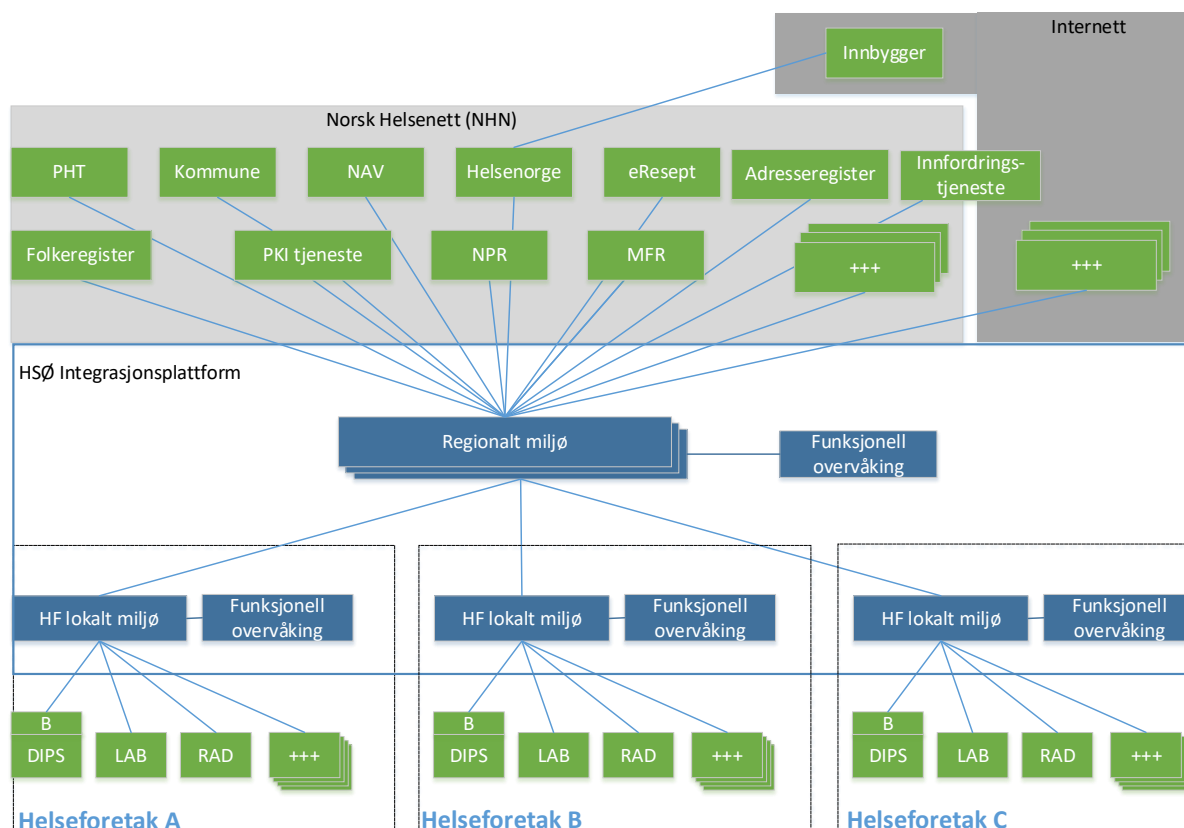 Internett
Innbygger
Norsk Helsenett (NHN)
PHT
Kommune
NAV
Helsenorge
eResept
Adresseregister
Innfordrings-
tjeneste
Folkeregister
PKI tjeneste
NPR
MFR
+++
+++
HSØ Integrasjonsplattform
Regionalt miljø
Funksjonell
overvåking
HF lokalt miljø
Funksjonell
overvåking
HF lokalt miljø
Funksjonell
overvåking
HF lokalt miljø
Funksjonell
overvåking
B
DIPS
LAB
RAD
+++
B
DIPS
LAB
RAD
+++
B
DIPS
LAB
RAD
+++
Helseforetak A
Helseforetak B
Helseforetak C